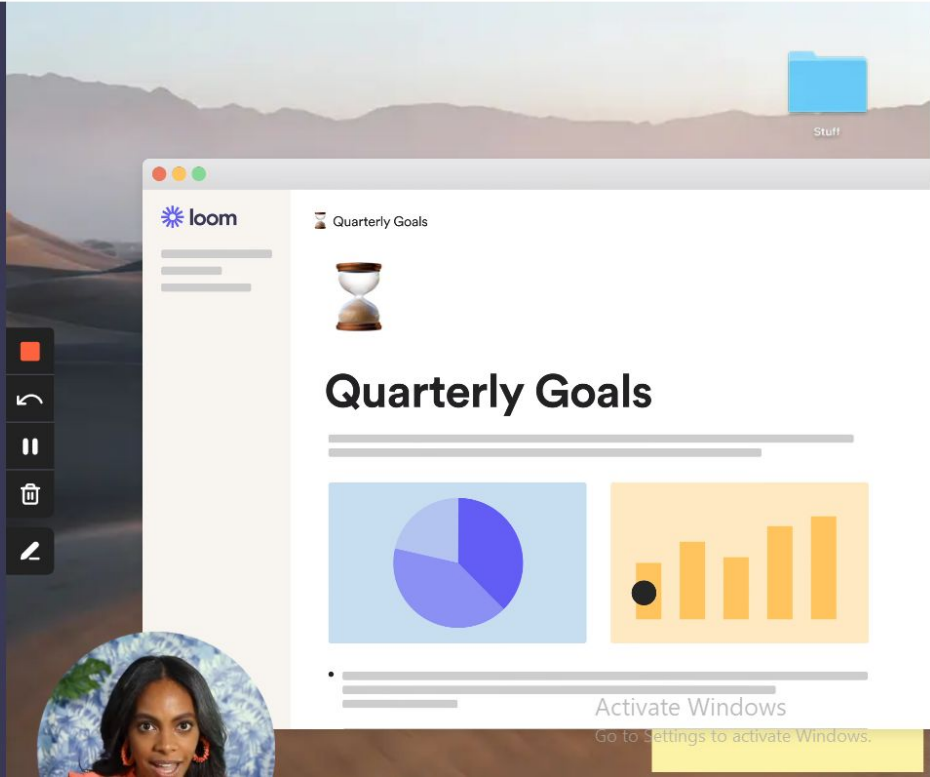 Stuff
loom
Quarterly Goals
Quarterly Goals
Activate Windows
Go to Settings to activate Windows.